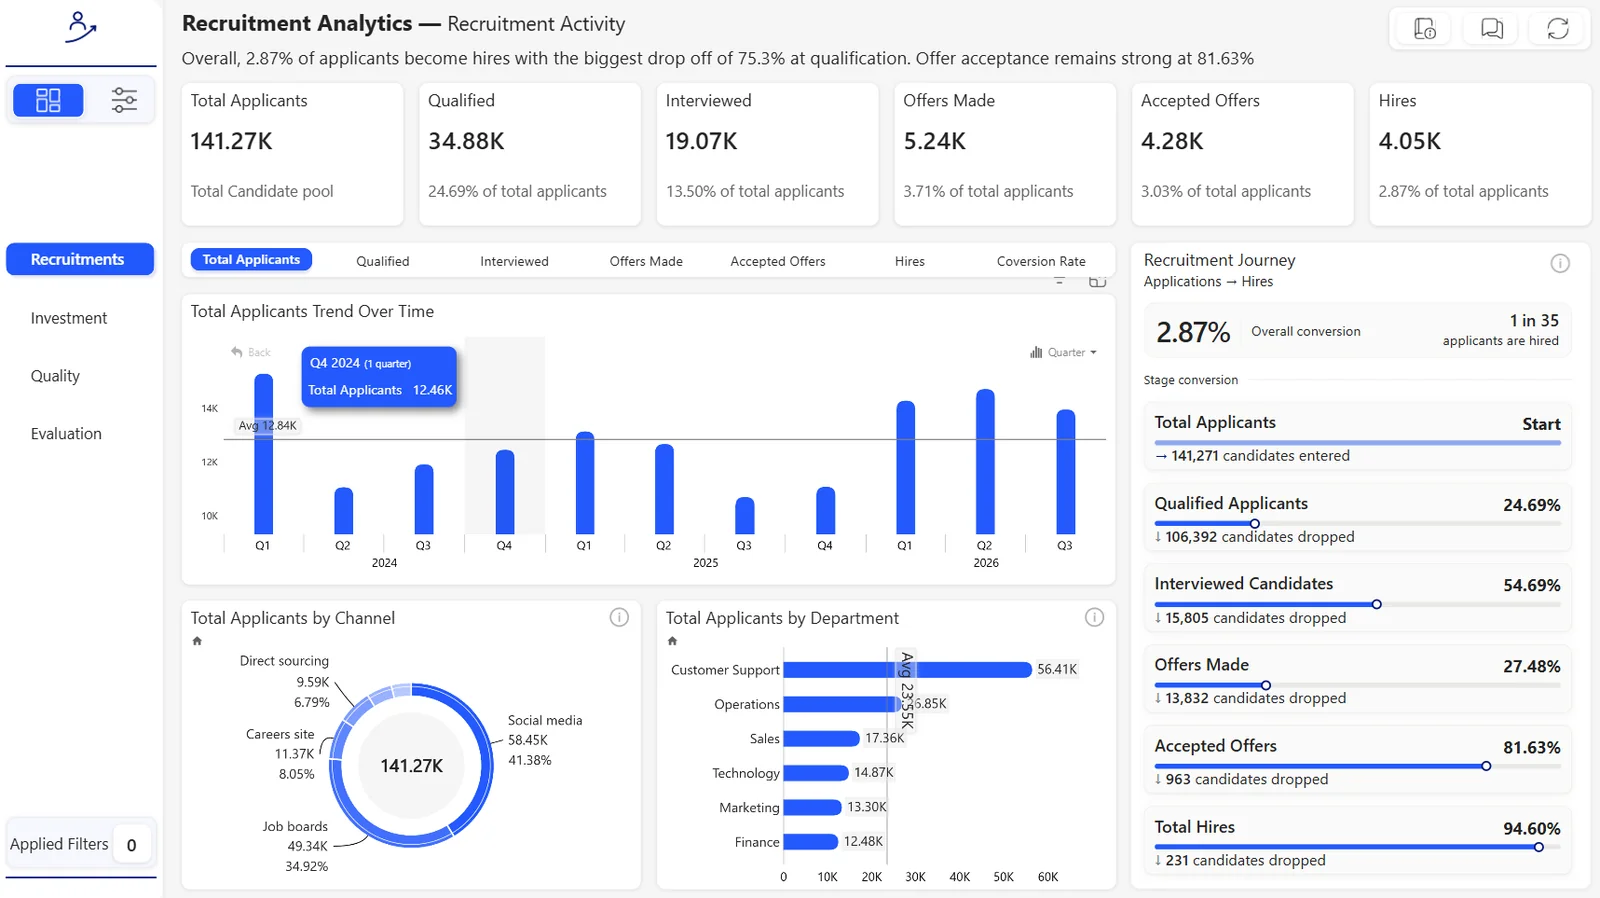 Recruitment Analytics — Recruitment Activity
Overall, 2.87% of applicants become hires with the biggest drop off of 75.3% at qualification. Offer acceptance remains strong at 81.63%
Total Applicants
141.27K
Total Candidate pool
Qualified
34.88K
24.69% of total applicants
Interviewed
19.07K
13.50% of total applicants
Offers Made
5.24K
3.71% of total applicants
Accepted Offers
4.28K
3.03% of total applicants
Hires
4.05K
2.87% of total applicants
Recruitments
Investment
Quality
Evaluation
Applied Filters 0
Total Applicants Qualified Interviewed Offers Made Accepted Offers Hires Coversion Rate
Total Applicants Trend Over Time
Back
Quarter
Q4 2024 (1 quarter)
Total Applicants 12.46K
14K
Avg 12.84K
12K
10K
Q1 Q2 Q3 Q4 Q1 Q2 Q3 Q4 Q1 Q2 Q3
2024 2025 2026
Total Applicants by Channel
Direct sourcing
9.59K
6.79%
Careers site
11.37K
8.05%
Job boards
49.34K
34.92%
Social media
58.45K
41.38%
141.27K
Total Applicants by Department
Customer Support 56.41K
Operations 6.85K
Sales 17.36K
Technology 14.87K
Marketing 13.30K
Finance 12.48K
Avg 23.55K
0 10K 20K 30K 40K 50K 60K
Recruitment Journey
Applications → Hires
2.87% Overall conversion
1 in 35
applicants are hired
Stage conversion
Total Applicants Start
→ 141,271 candidates entered
Qualified Applicants 24.69%
↓ 106,392 candidates dropped
Interviewed Candidates 54.69%
↓ 15,805 candidates dropped
Offers Made 27.48%
↓ 13,832 candidates dropped
Accepted Offers 81.63%
↓ 963 candidates dropped
Total Hires 94.60%
↓ 231 candidates dropped